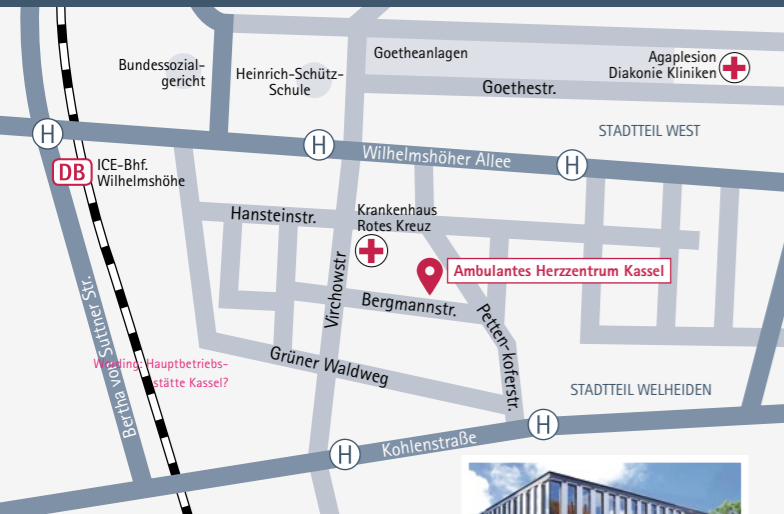 Goetheanlagen
Bundessozial-
gericht
Heinrich-Schütz-
Schule
Agaplesion
Diakonie Kliniken
Goethestr.
STADTTEIL WEST
H
H
H
Wilhelmshöher Allee
DB
ICE-Bhf.
Wilhelmshöhe
Hansteinstr.
Krankenhaus
Rotes Kreuz
Virchowstr
Ambulantes Herzzentrum Kassel
Bergmannstr.
Petten-koferstr.
Bertha von Suttner Str.
Wording: Hauptbetriebs-
stätte Kassel?
Grüner Waldweg
STADTTEIL WELHEIDEN
H
H
Kohlenstraße